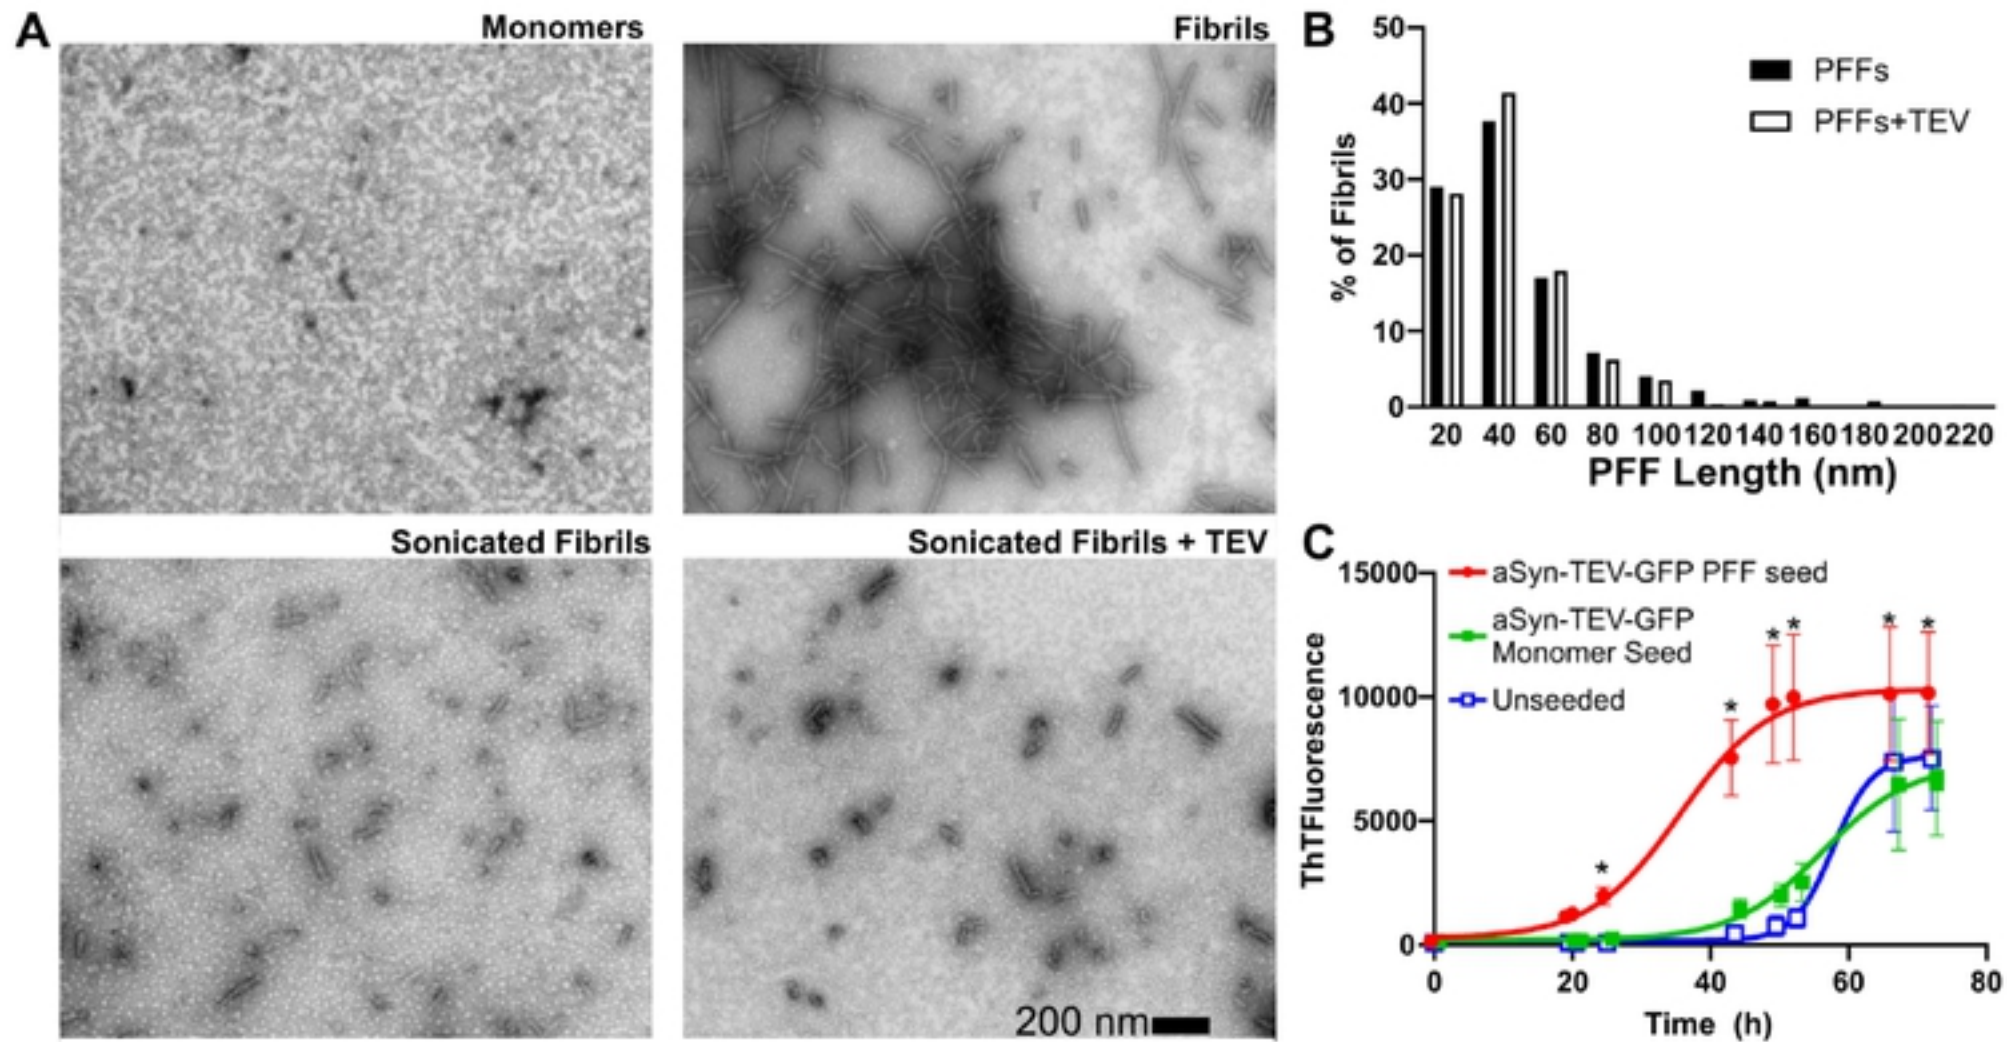 A
Monomers
Fibrils
Sonicated Fibrils
Sonicated Fibrils + TEV
200 nm
B
50
40
30
20
10
0
% of Fibrils
PFFs
PFFs+TEV
20 40 60 80 100 120 140 160 180 200 220
PFF Length (nm)
C
15000
10000
5000
0
ThTFluorescence
aSyn-TEV-GFP PFF seed
aSyn-TEV-GFP
Monomer Seed
Unseeded
* * * * * *
0 20 40 60 80
Time (h)